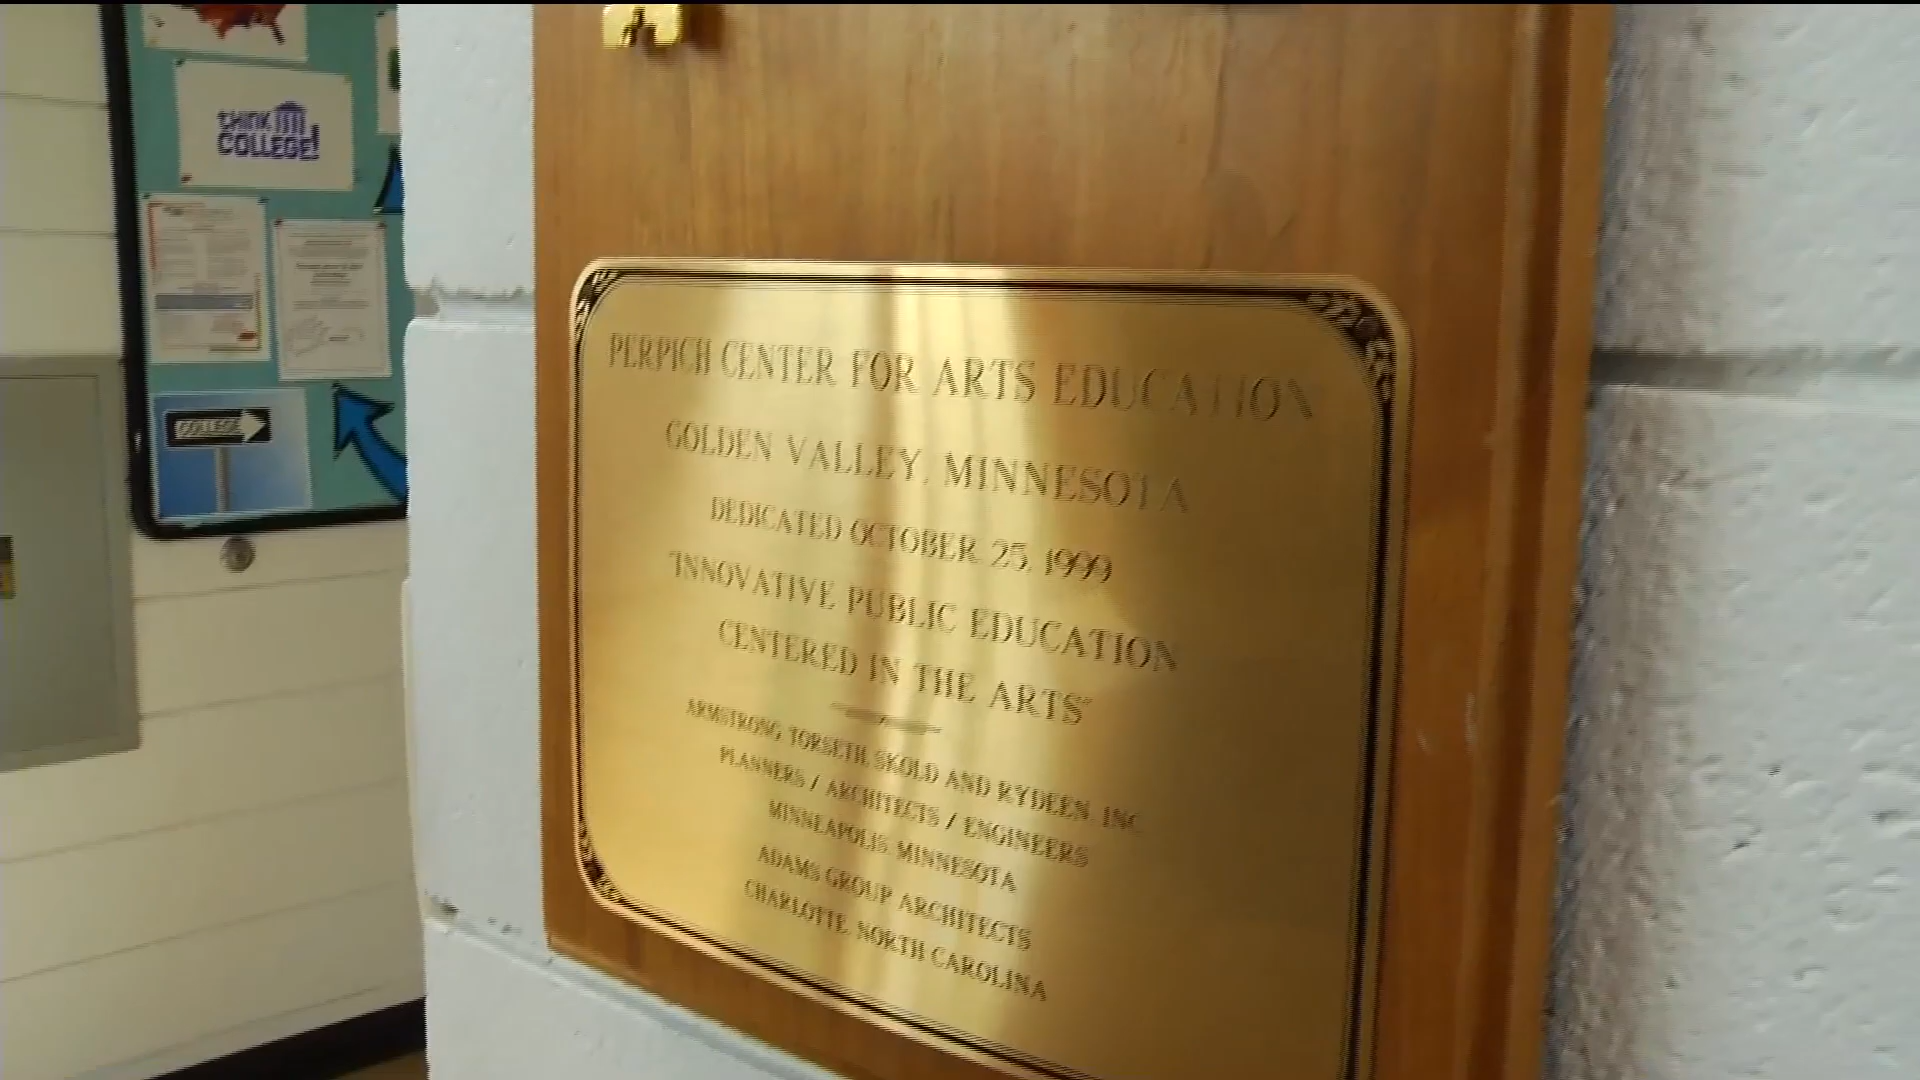 THINK
COLLEGE!
COLLEGE
PERPICH CENTER FOR ARTS EDUCATION
GOLDEN VALLEY, MINNESOTA
DEDICATED OCTOBER 25, 1999
"INNOVATIVE PUBLIC EDUCATION
CENTERED IN THE ARTS"
ARMSTRONG, TORSETH, SKOLD AND RYDEEN, INC.
PLANNERS / ARCHITECTS / ENGINEERS
MINNEAPOLIS, MINNESOTA
ADAMS GROUP ARCHITECTS
CHARLOTTE, NORTH CAROLINA